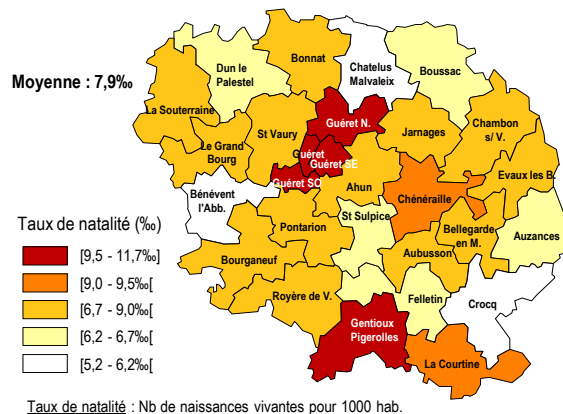 Moyenne : 7,9‰
Dun le
Palestel
Bonnat
Chatelus
Malvaleix
Boussac
La Souterraine
Le Grand
Bourg
St Vaury
Guéret N.
Guéret
Guéret SE
Guéret SO
Jarnages
Chambon
s/ V.
Evaux les B.
Bénévent
l'Abb.
Ahun
Chénéraille
St Sulpice
Pontarion
Bellegarde
en M.
Auzances
Bourganeuf
Aubusson
Royère de V.
Felletin
Crocq
Gentioux
Pigerolles
La Courtine
Taux de natalité (‰)
[9,5 - 11,7‰]
[9,0 - 9,5‰[
[6,7 - 9,0‰[
[6,2 - 6,7‰[
[5,2 - 6,2‰[
Taux de natalité : Nb de naissances vivantes pour 1000 hab.